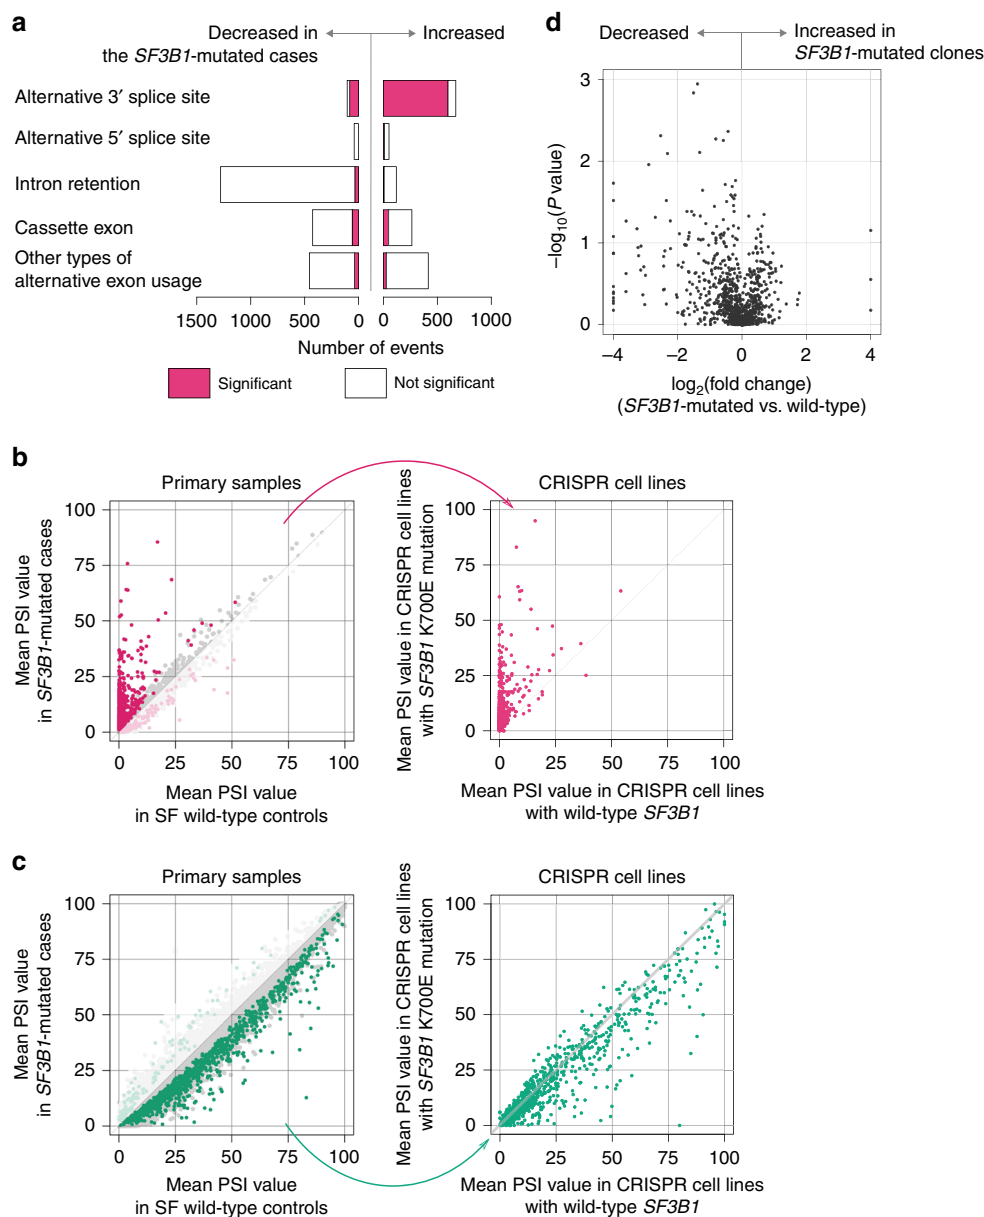 a
Decreased in
the SF3B1-mutated cases
Increased
Alternative 3′ splice site
Alternative 5′ splice site
Intron retention
Cassette exon
Other types of
alternative exon usage
1500 1000 500 0 0 500 1000
Number of events
Significant
Not significant
d
Decreased
Increased in
SF3B1-mutated clones
3
2
1
0
–log10(P value)
–4 –2 0 2 4
log2(fold change)
(SF3B1-mutated vs. wild-type)
b
Primary samples
Mean PSI value
in SF3B1-mutated cases
100
75
50
25
0
0 25 50 75 100
Mean PSI value
in SF wild-type controls
CRISPR cell lines
Mean PSI value in CRISPR cell lines
with SF3B1 K700E mutation
100
75
50
25
0
0 25 50 75 100
Mean PSI value in CRISPR cell lines
with wild-type SF3B1
c
Primary samples
Mean PSI value
in SF3B1-mutated cases
100
75
50
25
0
0 25 50 75 100
Mean PSI value
in SF wild-type controls
CRISPR cell lines
Mean PSI value in CRISPR cell lines
with SF3B1 K700E mutation
100
75
50
25
0
0 25 50 75 100
Mean PSI value in CRISPR cell lines
with wild-type SF3B1